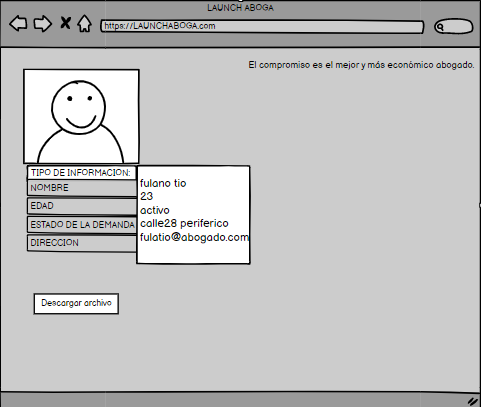 LAUNCH ABOGA
https://LAUNCHABOGA.com
El compromiso es el mejor y más económico abogado.
TIPO DE INFORMACION:
NOMBRE
EDAD
ESTADO DE LA DEMANDA
DIRECCION
fulano tio
23
activo
calle28 periferico
fulatio@abogado.com
Descargar archivo